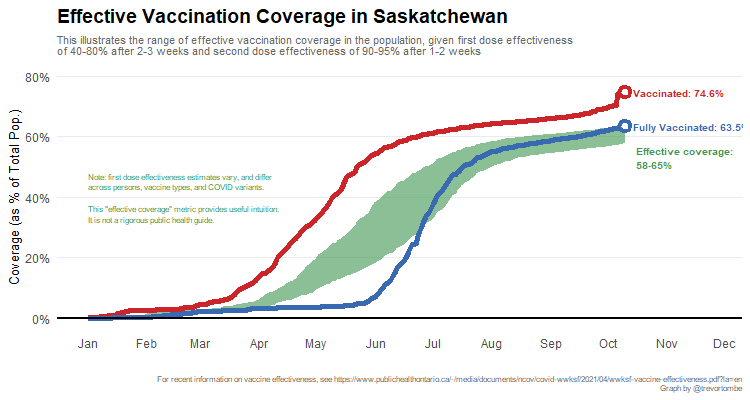 Effective Vaccination Coverage in Saskatchewan
This illustrates the range of effective vaccination coverage in the population, given first dose effectiveness
of 40-80% after 2-3 weeks and second dose effectiveness of 90-95% after 1-2 weeks
Coverage (as % of Total Pop.)
80%
60%
40%
20%
0%
Vaccinated: 74.6%
Fully Vaccinated: 63.5%
Effective coverage:
58-65%
Note: first dose effectiveness estimates vary, and differ
across persons, vaccine types, and COVID variants.
This "effective coverage" metric provides useful intuition.
It is not a rigorous public health guide.
Jan Feb Mar Apr May Jun Jul Aug Sep Oct Nov Dec
For recent information on vaccine effectiveness, see https://www.publichealthontario.ca/-/media/documents/ncov/covid-wwksf/2021/04/wwksf-vaccine-effectiveness.pdf?la=en
Graph by @trevortombe